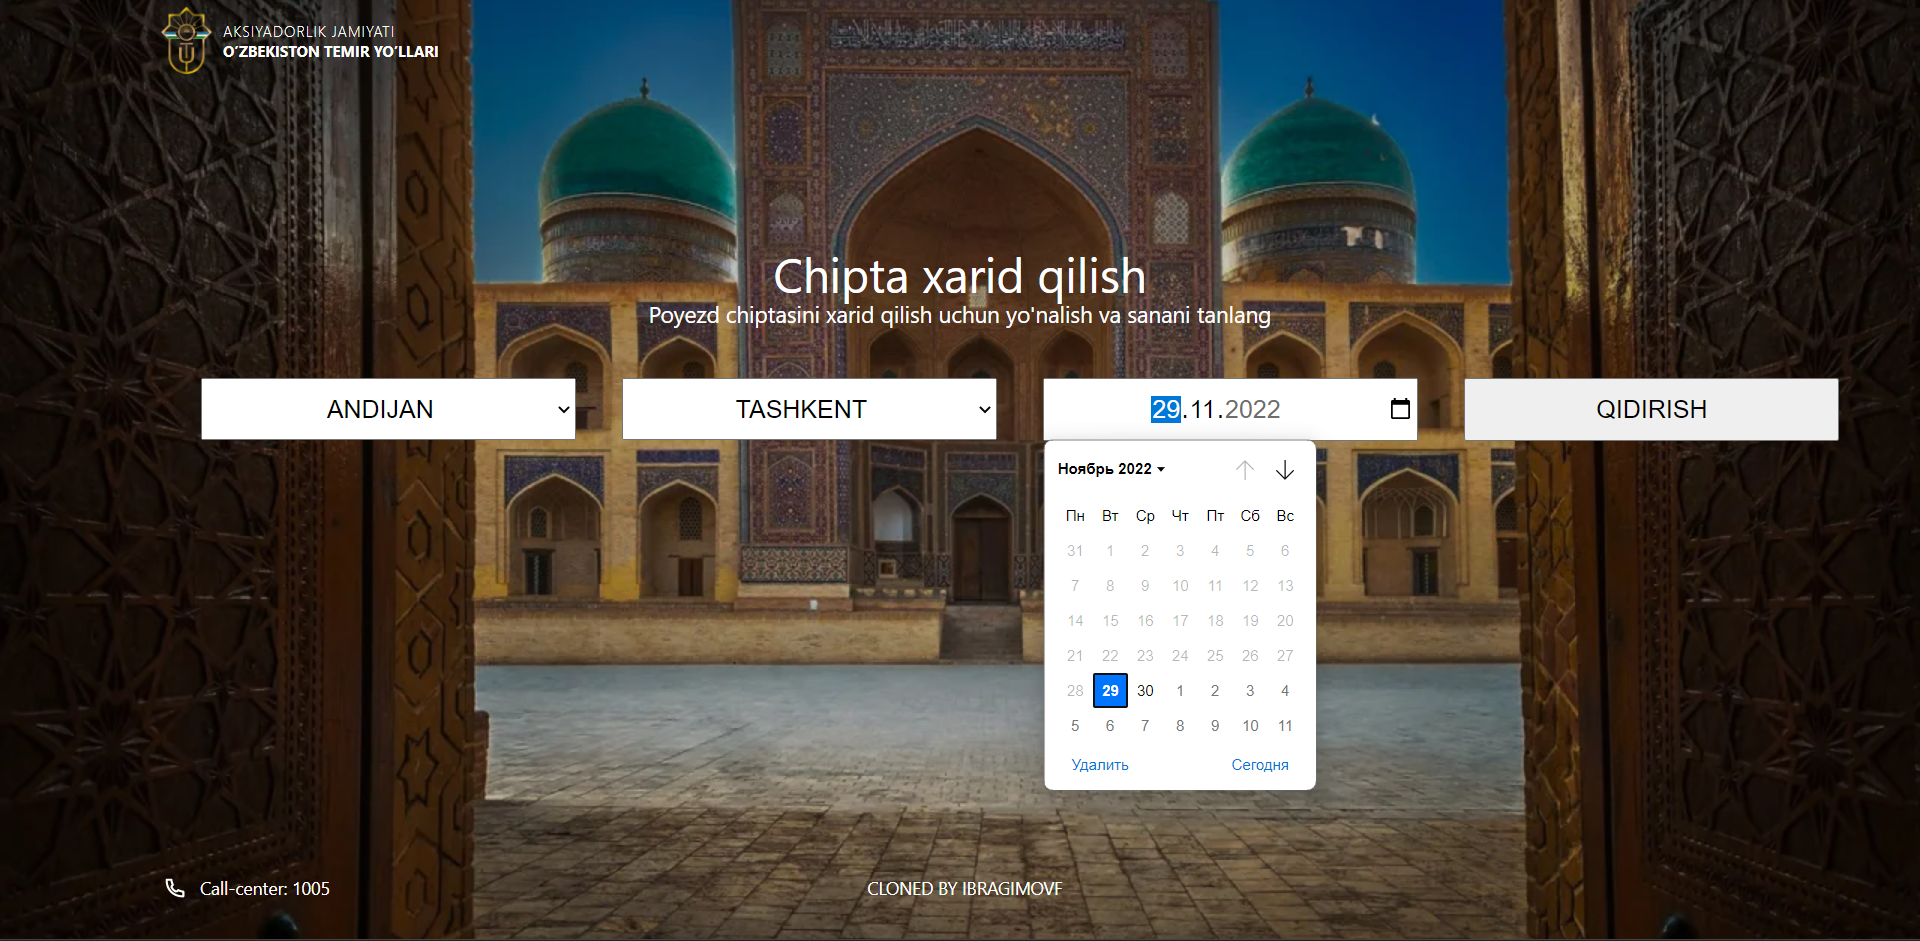 AKSIYADORLIK JAMIYATI
O‘ZBEKISTON TEMIR YO‘LLARI
Chipta xarid qilish
Poyezd chiptasini xarid qilish uchun yo'nalish va sanani tanlang
ANDIJAN
TASHKENT
29.11.2022
QIDIRISH
Ноябрь 2022
Пн Вт Ср Чт Пт Сб Вс
31 1 2 3 4 5 6
7 8 9 10 11 12 13
14 15 16 17 18 19 20
21 22 23 24 25 26 27
28 29 30 1 2 3 4
5 6 7 8 9 10 11
Удалить Сегодня
Call-center: 1005
CLONED BY IBRAGIMOVF